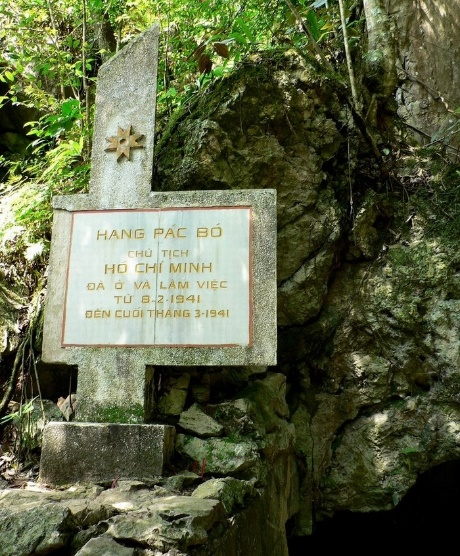 HANG PÁC BÓ
CHỦ TỊCH
HỒ CHÍ MINH
ĐÃ Ở VÀ LÀM VIỆC
TỪ 8-2-1941
ĐẾN CUỐI THÁNG 3-1941